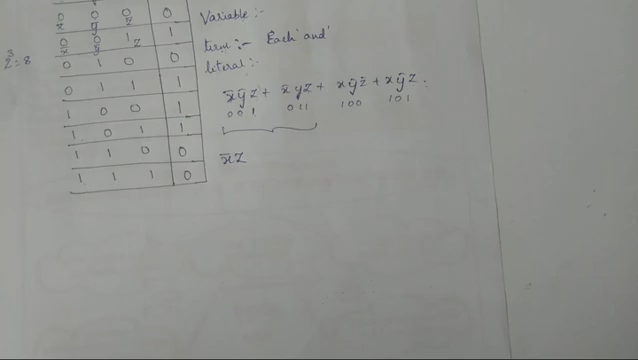 0 0 0 0
x̄ ȳ z̄
0 0 1 1
x̄ ȳ z
2³=8
0 1 0 0
0 1 1 1
1 0 0 1
1 0 1 1
1 1 0 0
1 1 1 0
Variable :-
term :- Each 'and'
literal :-
x̄ȳz + x̄yz + xȳz̄ + xȳz.
001 011 100 101
x̄z